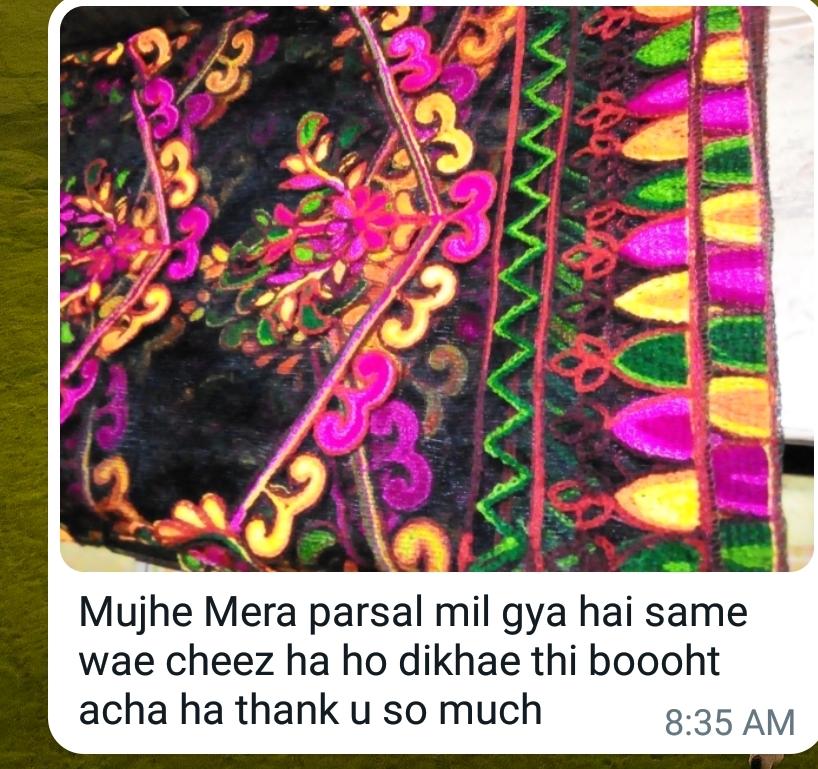 Mujhe Mera parsal mil gya hai same
wae cheez ha ho dikhae thi boooht
acha ha thank u so much
8:35 AM